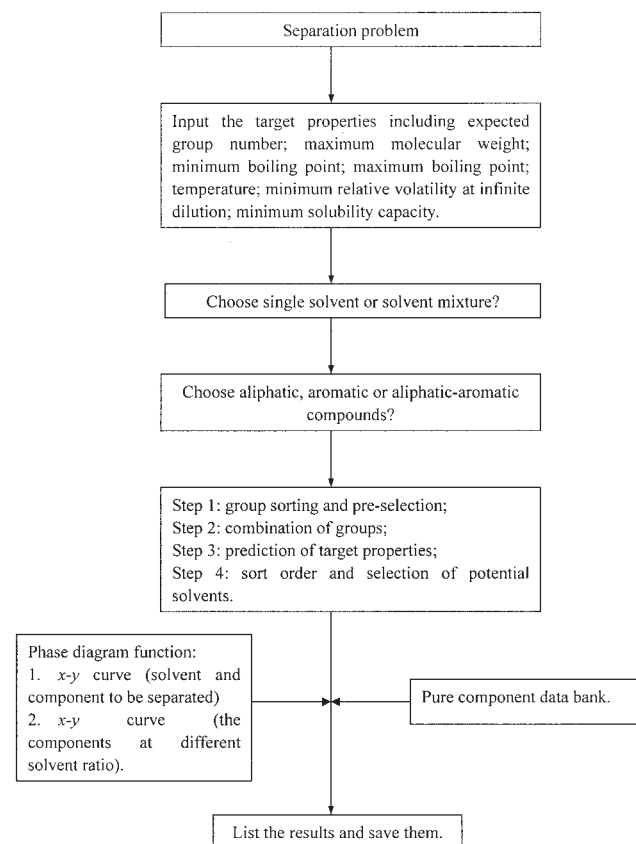 Separation problem
Input the target properties including expected
group number; maximum molecular weight;
minimum boiling point; maximum boiling point;
temperature; minimum relative volatility at infinite
dilution; minimum solubility capacity.
Choose single solvent or solvent mixture?
Choose aliphatic, aromatic or aliphatic-aromatic
compounds?
Step 1: group sorting and pre-selection;
Step 2: combination of groups;
Step 3: prediction of target properties;
Step 4: sort order and selection of potential
solvents.
Phase diagram function:
1. x-y curve (solvent and
component to be separated)
2. x-y curve (the
components at different
solvent ratio).
Pure component data bank.
List the results and save them.